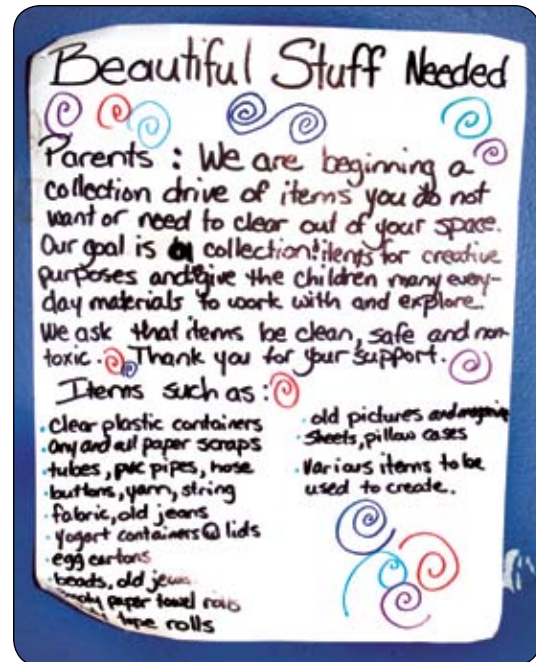 Beautiful Stuff Needed
Parents : We are beginning a
collection drive of items you do not
want or need to clear out of your space.
Our goal is collection! items for creative
purposes and give the children many every-
day materials to work with and explore.
We ask that items be clean, safe and non-
toxic. Thank you for your support.
Items such as :
• clear plastic containers
• any and all paper scraps
• tubes, pvc pipes, hose
• buttons, yarn, string
• fabric, old jeans
• yogart containers @ lids
• egg cartons
• beads, old
paper towel rolls
tape rolls
• old pictures and
• sheets, pillow cases
• various items to be
used to create.